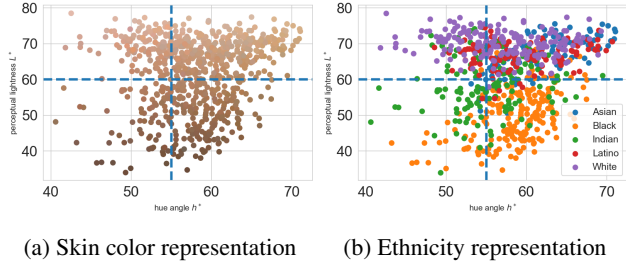 80
70
60
50
40
perceptual lightness L*
40
50
60
70
hue angle h*
80
70
60
50
40
perceptual lightness L*
Asian
Black
Indian
Latino
White
40
50
60
70
hue angle h*
(a) Skin color representation
(b) Ethnicity representation